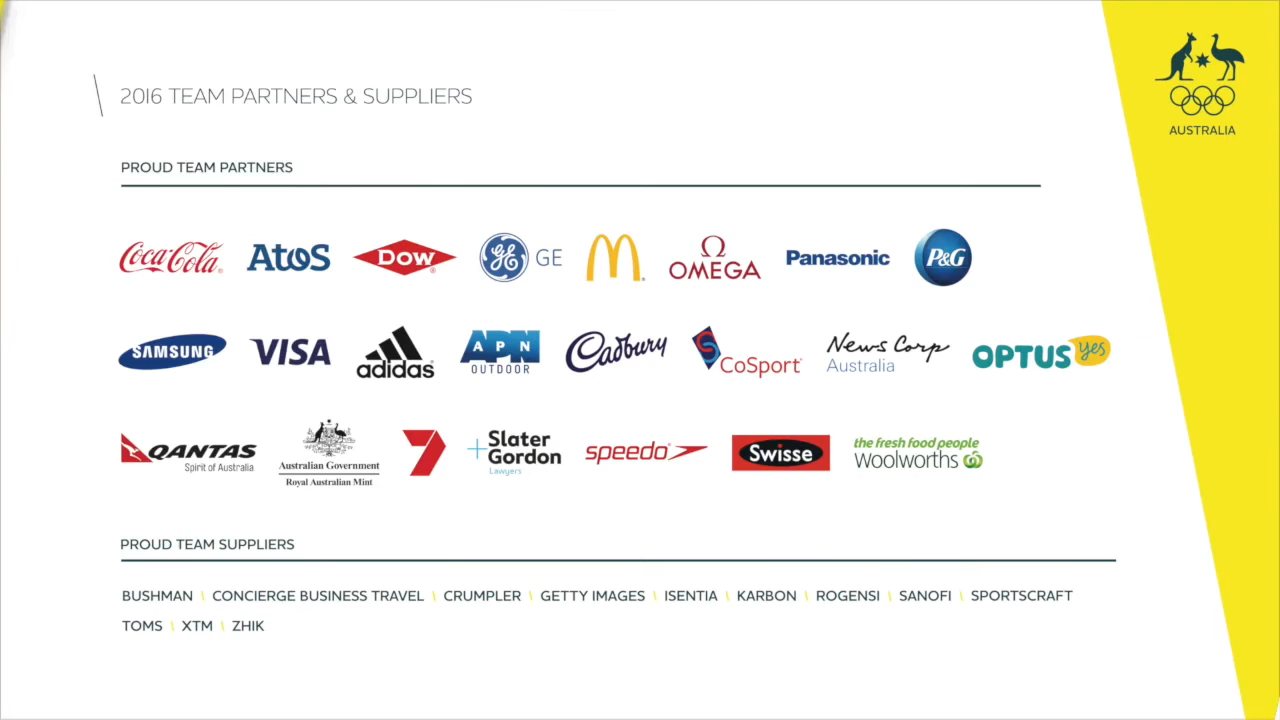 2016 TEAM PARTNERS & SUPPLIERS
AUSTRALIA
PROUD TEAM PARTNERS
Coca-Cola Atos Dow GE GE M OMEGA Panasonic P&G
SAMSUNG VISA adidas APN OUTDOOR Cadbury CoSport News Corp Australia OPTUS yes
QANTAS Spirit of Australia Australian Government Royal Australian Mint 7 Slater Gordon Lawyers speedo Swisse the fresh food people Woolworths
PROUD TEAM SUPPLIERS
BUSHMAN \ CONCIERGE BUSINESS TRAVEL \ CRUMPLER \ GETTY IMAGES \ ISENTIA \ KARBON \ ROGENSI \ SANOFI \ SPORTSCRAFT
TOMS \ XTM \ ZHIK